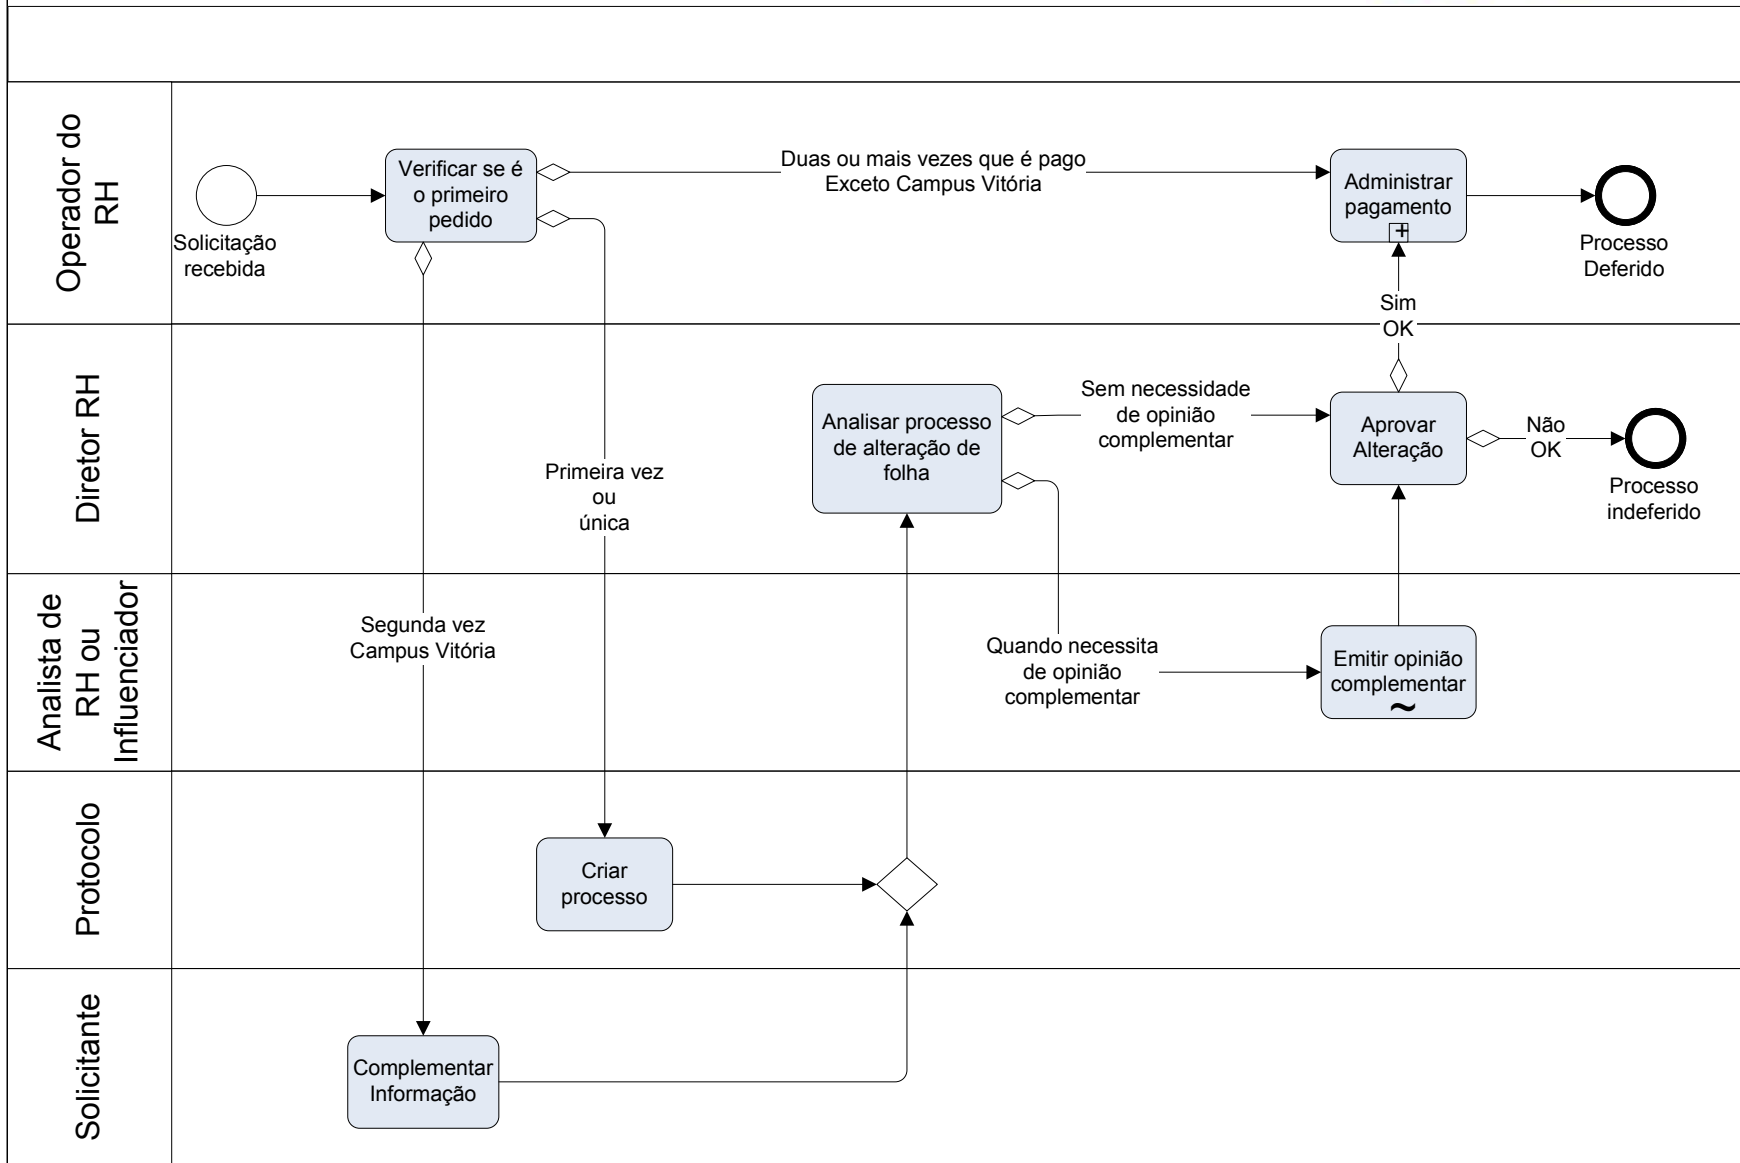 Operador do
RH
Solicitação
recebida
Verificar se é
o primeiro
pedido
Duas ou mais vezes que é pago
Exceto Campus Vitória
Administrar
pagamento
+
Processo
Deferido
Sim
OK
Diretor RH
Primeira vez
ou
única
Analisar processo
de alteração de
folha
Sem necessidade
de opinião
complementar
Aprovar
Alteração
Não
OK
Processo
indeferido
Analista de
RH ou
Influenciador
Segunda vez
Campus Vitória
Quando necessita
de opinião
complementar
Emitir opinião
complementar
~
Protocolo
Criar
processo
Solicitante
Complementar
Informação